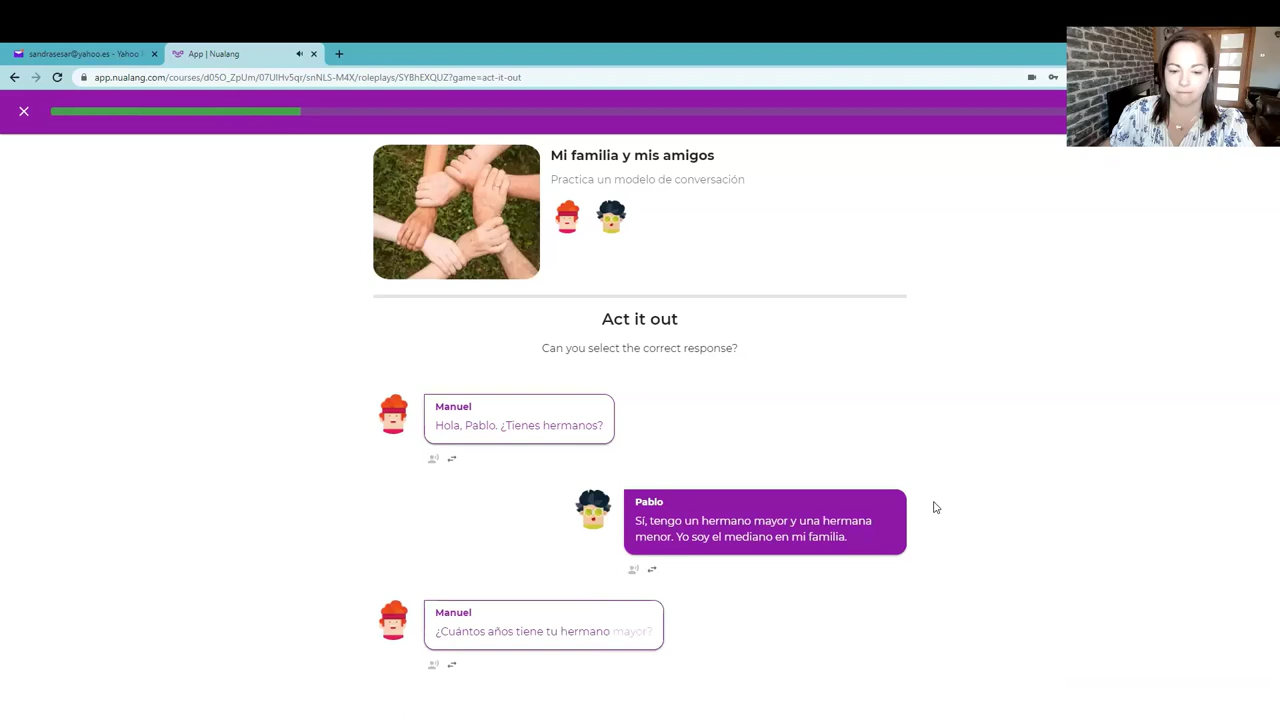 sandrasesar@yahoo.es - Yahoo
App | Nualang
app.nualang.com/courses/d05O_ZpUm/07UlHv5qr/snNLS-M4X/roleplays/SYBhEXQUZ?game=act-it-out
Mi familia y mis amigos
Practica un modelo de conversación
Act it out
Can you select the correct response?
Manuel
Hola, Pablo. ¿Tienes hermanos?
Pablo
Sí, tengo un hermano mayor y una hermana
menor. Yo soy el mediano en mi familia.
Manuel
¿Cuántos años tiene tu hermano mayor?